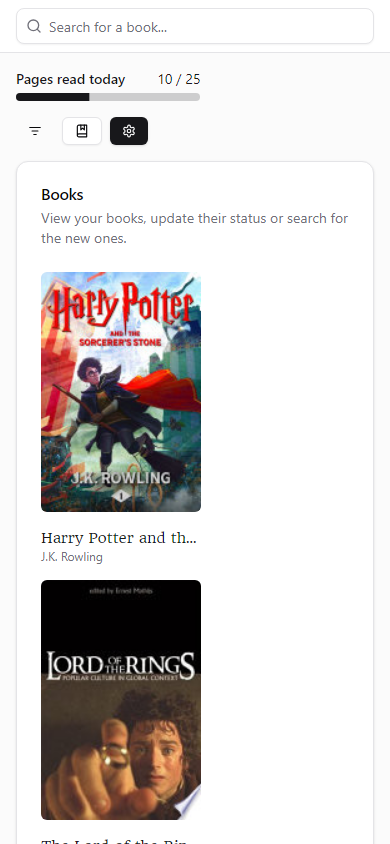 Search for a book...
Pages read today 10 / 25
Books
View your books, update their status or search for
the new ones.
Harry Potter
AND THE
SORCERER'S STONE
J.K. ROWLING
1
Harry Potter and th...
J.K. Rowling
edited by Ernest Mathijs
LORD OF THE RINGS
POPULAR CULTURE IN GLOBAL CONTEXT
The Lord of the Rin...